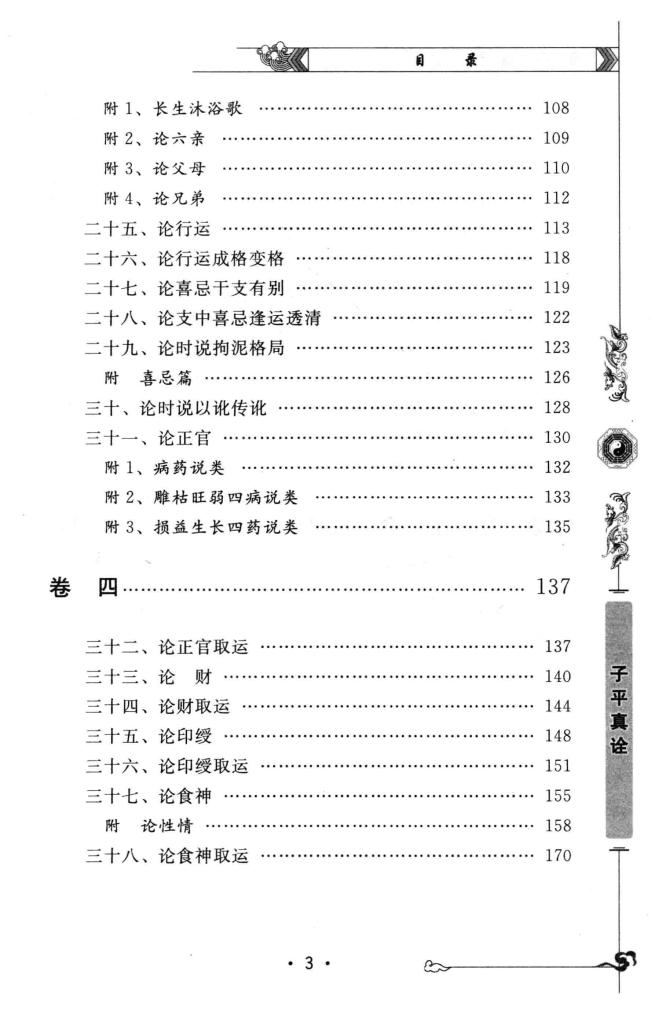 目 录
附 1、长生沐浴歌 …………………………………… 108
附 2、论六亲 …………………………………… 109
附 3、论父母 …………………………………… 110
附 4、论兄弟 …………………………………… 112
二十五、论行运 …………………………………… 113
二十六、论行运成格变格 …………………………………… 118
二十七、论喜忌干支有别 …………………………………… 119
二十八、论支中喜忌逢运透清 …………………………………… 122
二十九、论时说拘泥格局 …………………………………… 123
附 喜忌篇 …………………………………… 126
三十、论时说以讹传讹 …………………………………… 128
三十一、论正官 …………………………………… 130
附 1、病药说类 …………………………………… 132
附 2、雕枯旺弱四病说类 …………………………………… 133
附 3、损益生长四药说类 …………………………………… 135
卷 四 …………………………………… 137
三十二、论正官取运 …………………………………… 137
三十三、论 财 …………………………………… 140
三十四、论财取运 …………………………………… 144
三十五、论印绶 …………………………………… 148
三十六、论印绶取运 …………………………………… 151
三十七、论食神 …………………………………… 155
附 论性情 …………………………………… 158
三十八、论食神取运 …………………………………… 170
子平真诠
· 3 ·